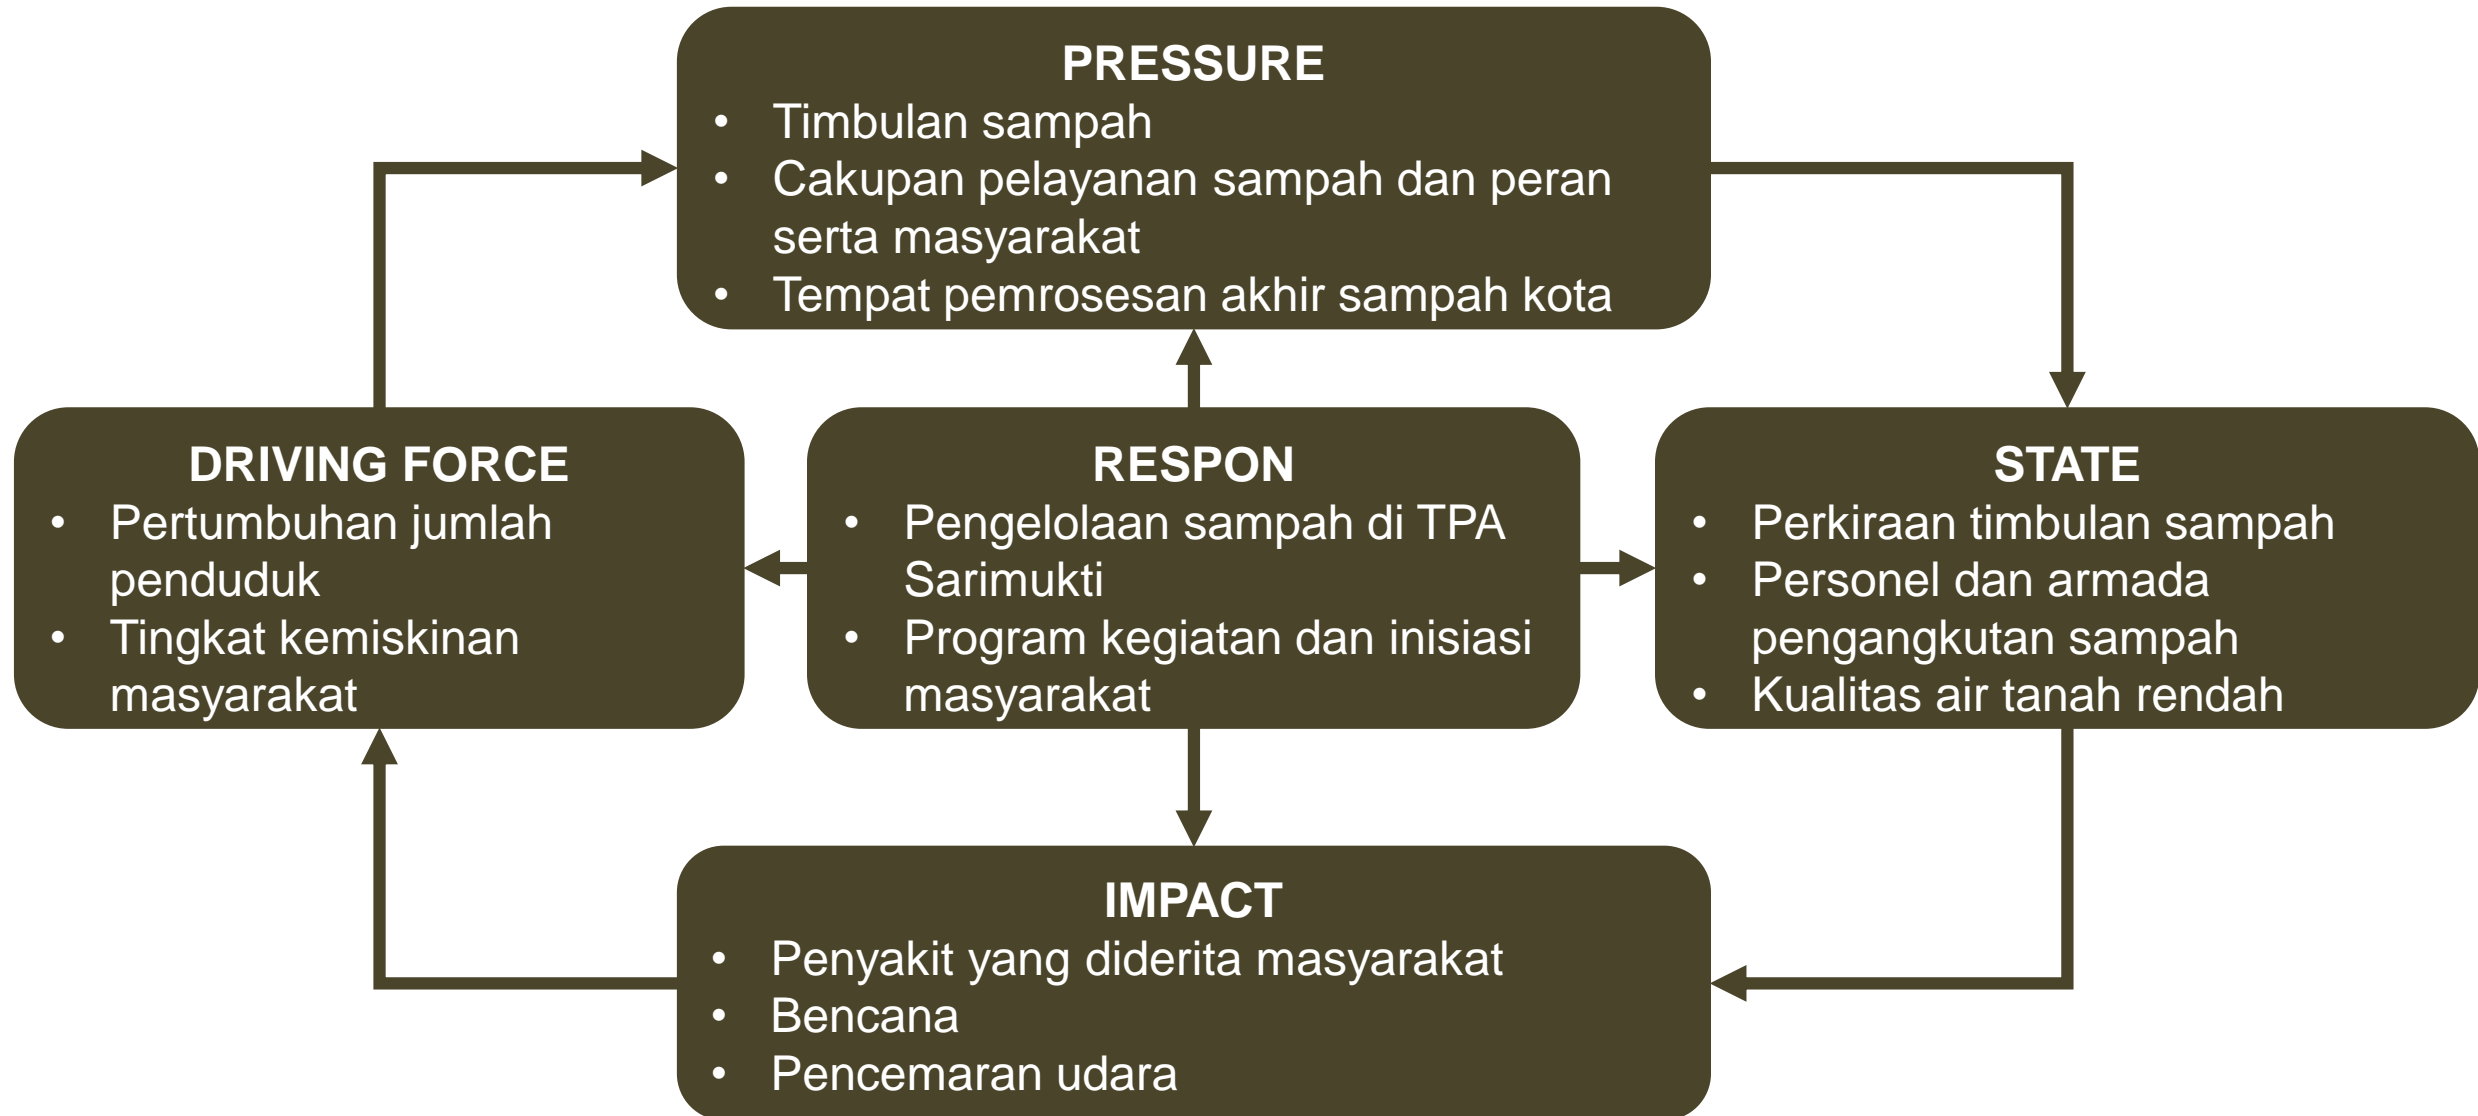 PRESSURE
• Timbulan sampah
• Cakupan pelayanan sampah dan peran
serta masyarakat
• Tempat pemrosesan akhir sampah kota
DRIVING FORCE
• Pertumbuhan jumlah
penduduk
• Tingkat kemiskinan
masyarakat
RESPON
• Pengelolaan sampah di TPA
Sarimukti
• Program kegiatan dan inisiasi
masyarakat
STATE
• Perkiraan timbulan sampah
• Personel dan armada
pengangkutan sampah
• Kualitas air tanah rendah
IMPACT
• Penyakit yang diderita masyarakat
• Bencana
• Pencemaran udara